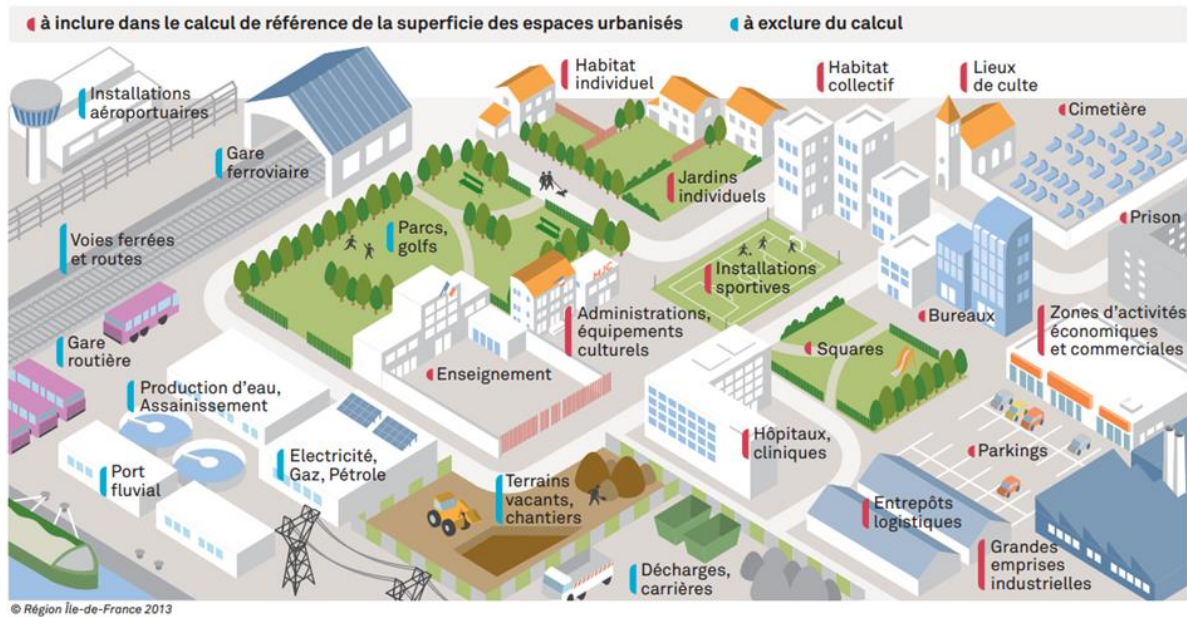 à inclure dans le calcul de référence de la superficie des espaces urbanisés
à exclure du calcul
Installations
aéroportuaires
Gare
ferroviaire
Habitat
individuel
Habitat
collectif
Lieux
de culte
Cimetière
Jardins
individuels
Prison
Voies ferrées
et routes
Parcs,
golfs
Installations
sportives
MJC
Administrations,
équipements
culturels
Bureaux
Zones d'activités
économiques
et commerciales
Gare
routière
Enseignement
Squares
Production d'eau,
Assainissement
Hôpitaux,
cliniques
Parkings
Port
fluvial
Electricité,
Gaz, Pétrole
Terrains
vacants,
chantiers
Entrepôts
logistiques
Grandes
emprises
industrielles
Décharges,
carrières
© Région Île-de-France 2013